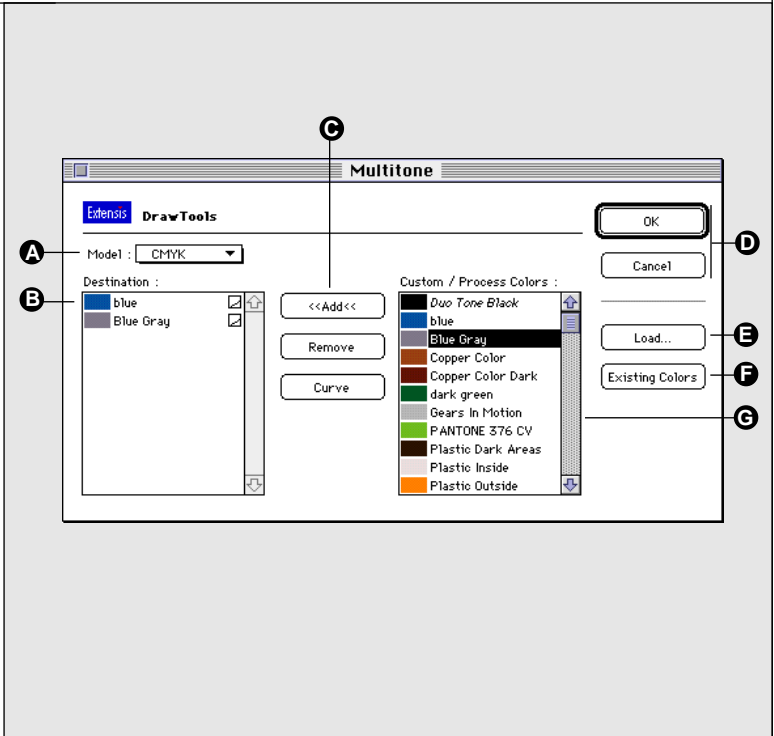 C
Multitone
Extensis DrawTools
OK
D
A
Model : CMYK
Cancel
Destination :
Custom / Process Colors :
B
blue
Blue Gray
<<Add<<
Remove
Curve
Duo Tone Black
blue
Blue Gray
Copper Color
Copper Color Dark
dark green
Gears In Motion
PANTONE 376 CV
Plastic Dark Areas
Plastic Inside
Plastic Outside
Load...
E
Existing Colors
F
G